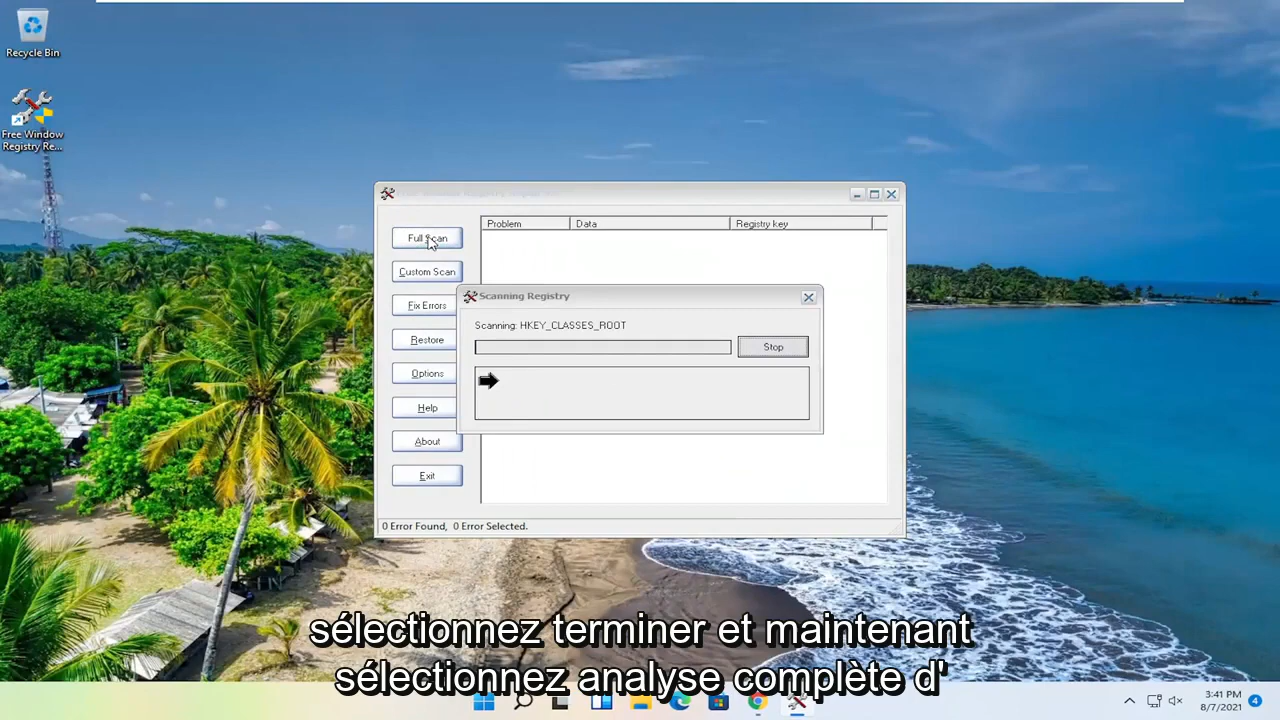 Recycle Bin
Free Window
Registry Re...
Problem
Data
Registry key
Full Scan
Custom Scan
Fix Errors
Restore
Options
Help
About
Exit
Scanning Registry
Scanning: HKEY_CLASSES_ROOT
Stop
0 Error Found, 0 Error Selected.
sélectionnez terminer et maintenant
sélectionnez analyse complète d'
3:41 PM
8/7/2021
4